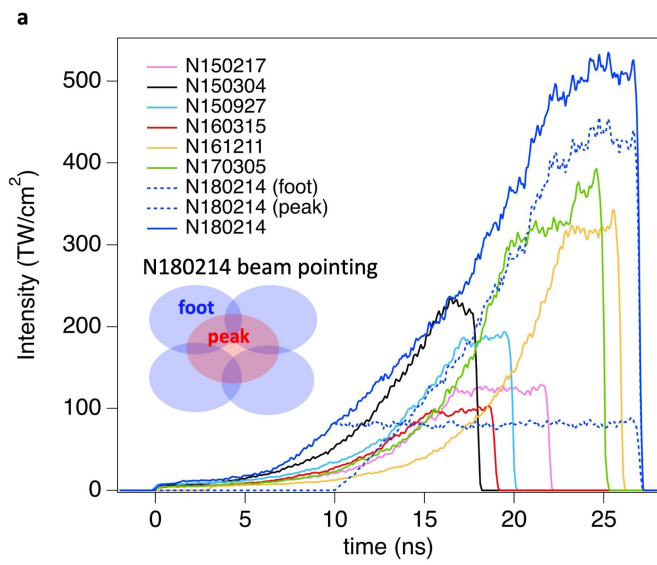 a
Intensity (TW/cm²)
500
400
300
200
100
0
N150217
N150304
N150927
N160315
N161211
N170305
N180214 (foot)
N180214 (peak)
N180214
N180214 beam pointing
foot
peak
0 5 10 15 20 25
time (ns)